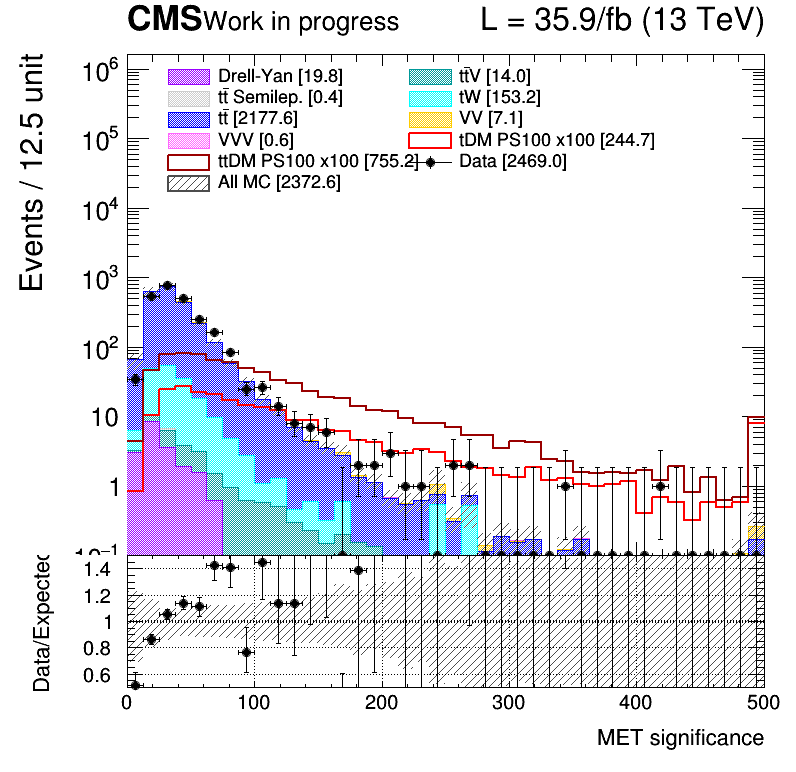 CMS Work in progress L = 35.9/fb (13 TeV)
Events / 12.5 unit
Drell-Yan [19.8] tt̄V [14.0]
tt̄ Semilep. [0.4] tW [153.2]
tt̄ [2177.6] VV [7.1]
VVV [0.6] tDM PS100 x100 [244.7]
ttDM PS100 x100 [755.2] Data [2469.0]
All MC [2372.6]
10⁶
10⁵
10⁴
10³
10²
10
1
10⁻¹
Data/Expected
1.4
1.2
1
0.8
0.6
0 100 200 300 400 500
MET significance